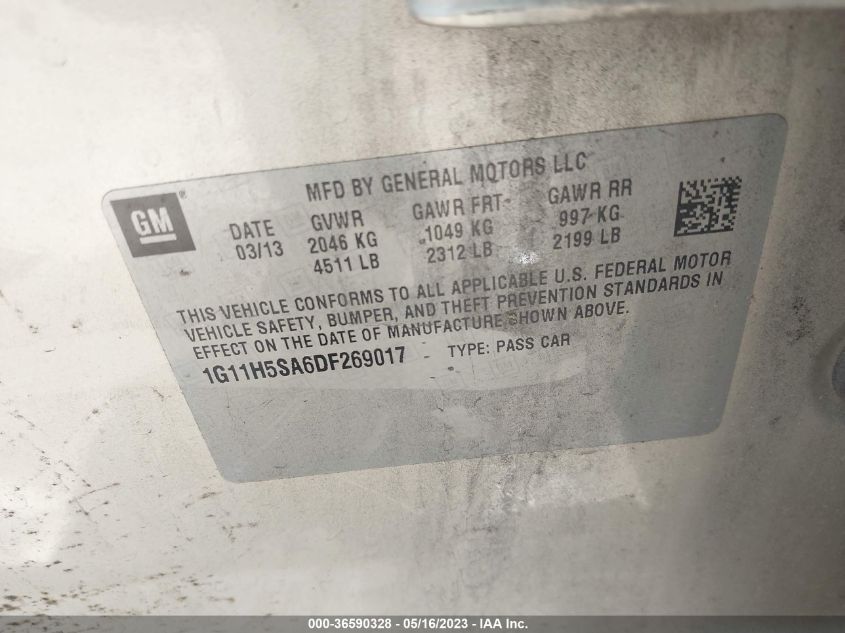 MFD BY GENERAL MOTORS LLC
GM®
DATE GVWR GAWR FRT GAWR RR
03/13 2046 KG 1049 KG 997 KG
4511 LB 2312 LB 2199 LB
THIS VEHICLE CONFORMS TO ALL APPLICABLE U.S. FEDERAL MOTOR
VEHICLE SAFETY, BUMPER, AND THEFT PREVENTION STANDARDS IN
EFFECT ON THE DATE OF MANUFACTURE SHOWN ABOVE.
1G11H5SA6DF269017 TYPE: PASS CAR
000-36590328 - 05/16/2023 - IAA Inc.